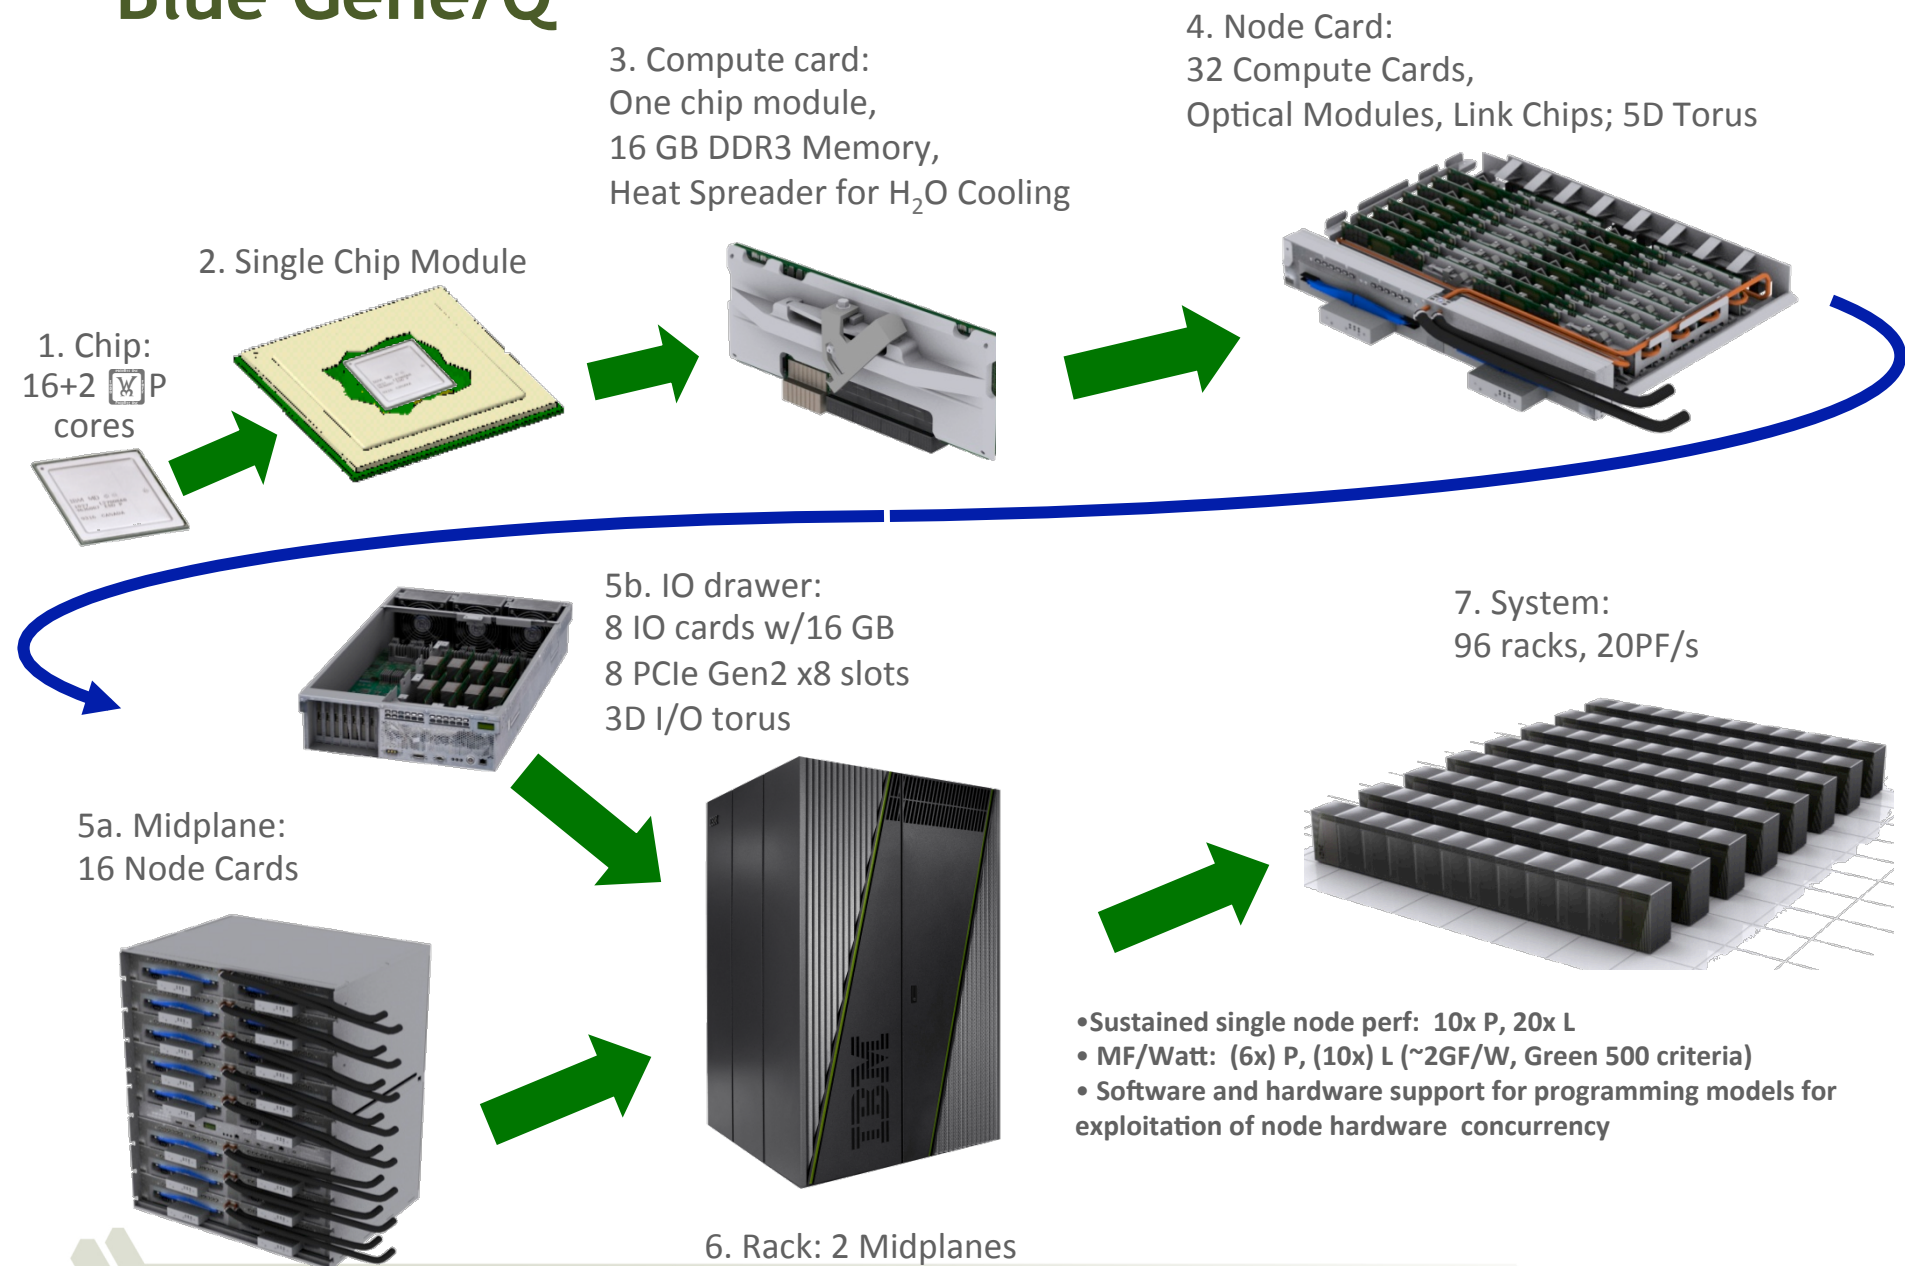 Blue Gene/Q
1. Chip:
16+2 P
cores
2. Single Chip Module
3. Compute card:
One chip module,
16 GB DDR3 Memory,
Heat Spreader for H₂O Cooling
4. Node Card:
32 Compute Cards,
Optical Modules, Link Chips; 5D Torus
5a. Midplane:
16 Node Cards
5b. IO drawer:
8 IO cards w/16 GB
8 PCIe Gen2 x8 slots
3D I/O torus
IBM
6. Rack: 2 Midplanes
7. System:
96 racks, 20PF/s
•Sustained single node perf: 10x P, 20x L
• MF/Watt: (6x) P, (10x) L (~2GF/W, Green 500 criteria)
• Software and hardware support for programming models for
exploitation of node hardware concurrency